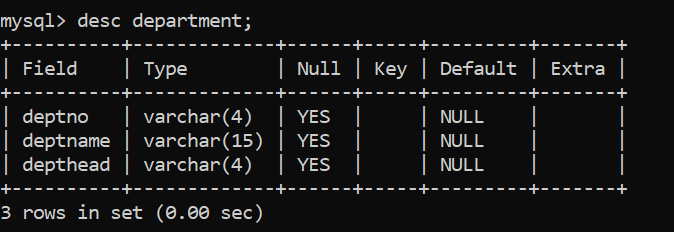 mysql> desc department;
+----------+-------------+------+-----+---------+-------+
| Field    | Type        | Null | Key | Default | Extra |
+----------+-------------+------+-----+---------+-------+
| deptno   | varchar(4)  | YES  |     | NULL    |       |
| deptname | varchar(15) | YES  |     | NULL    |       |
| depthead | varchar(4)  | YES  |     | NULL    |       |
+----------+-------------+------+-----+---------+-------+
3 rows in set (0.00 sec)